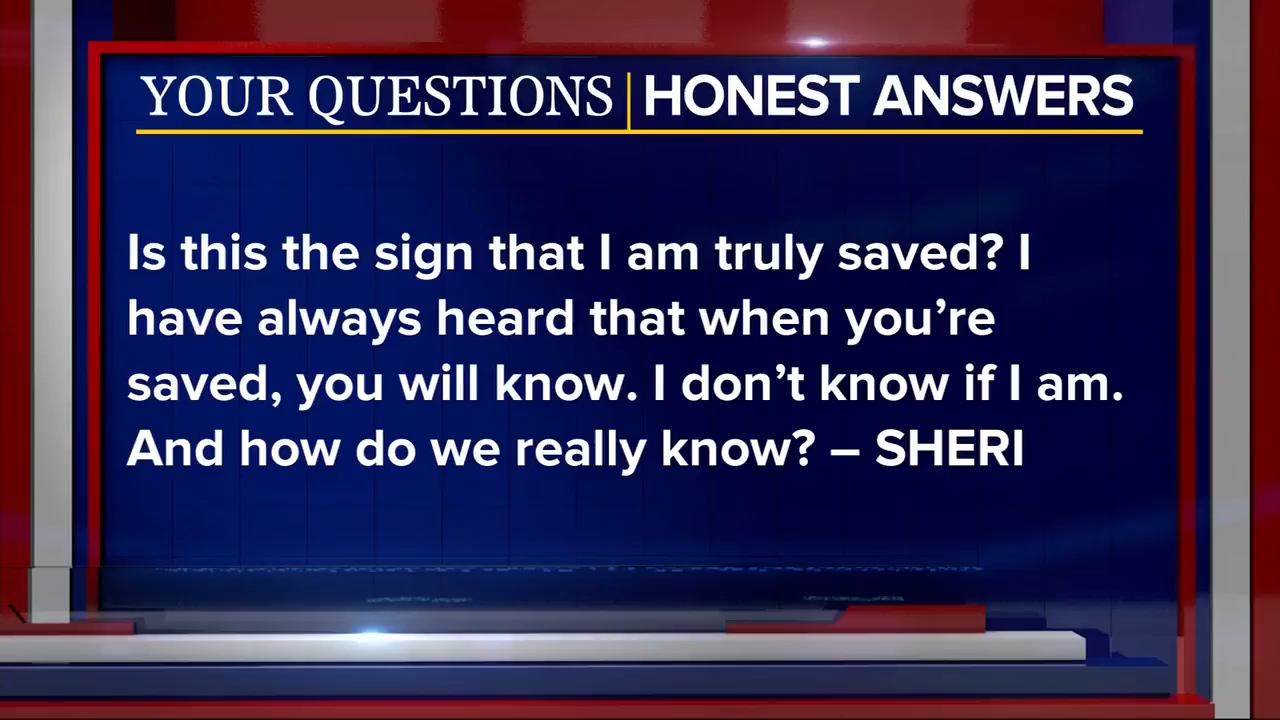 YOUR QUESTIONS | HONEST ANSWERS
Is this the sign that I am truly saved? I
have always heard that when you’re
saved, you will know. I don’t know if I am.
And how do we really know? – SHERI